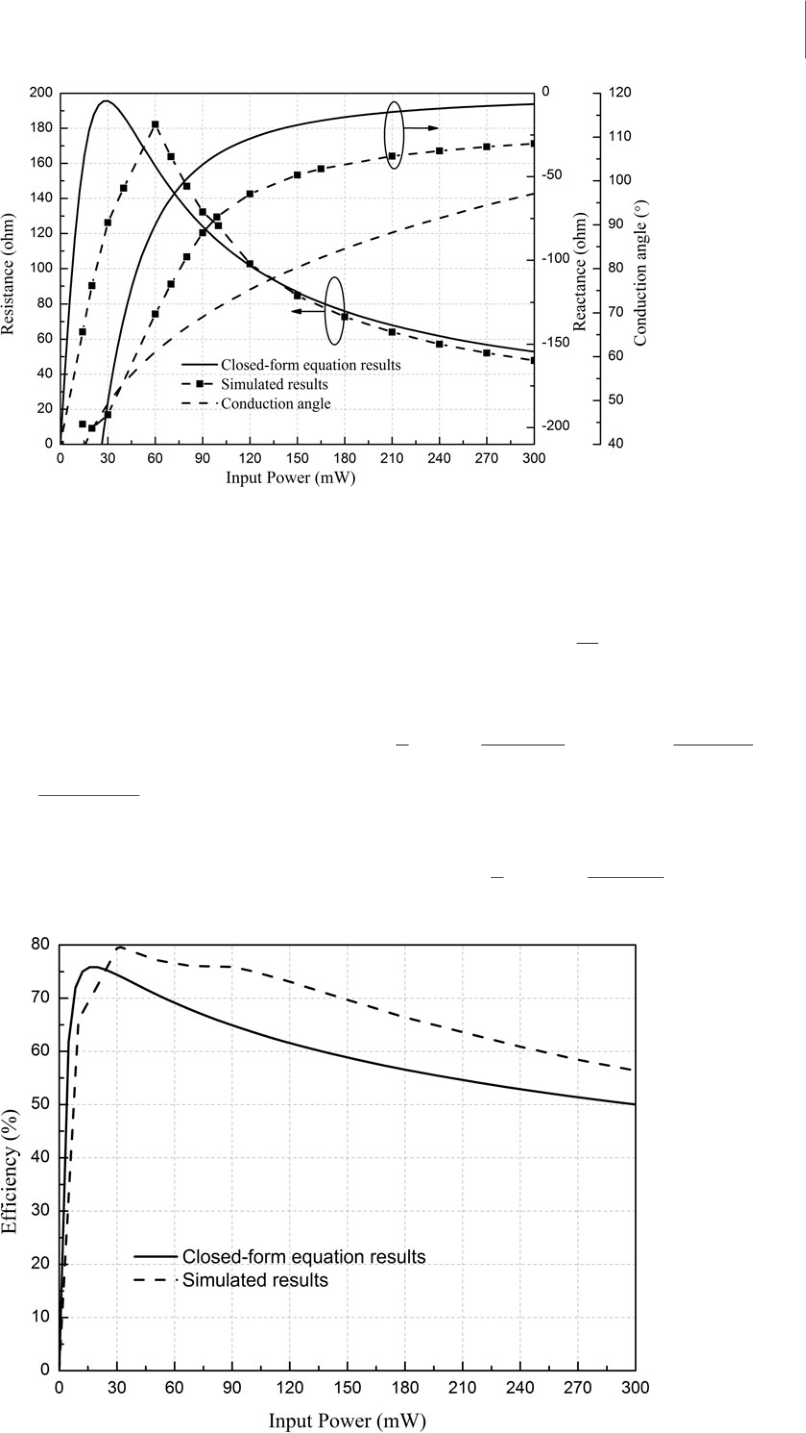 200
180
160
140
120
100
80
60
40
20
0
Resistance (ohm)
0
-50
-100
-150
-200
Reactance (ohm)
120
110
100
90
80
70
60
50
40
Conduction angle (°)
Closed-form equation results
Simulated results
Conduction angle
0 30 60 90 120 150 180 210 240 270 300
Input Power (mW)
80
70
60
50
40
30
20
10
0
Efficiency (%)
Closed-form equation results
Simulated results
0 30 60 90 120 150 180 210 240 270 300
Input Power (mW)